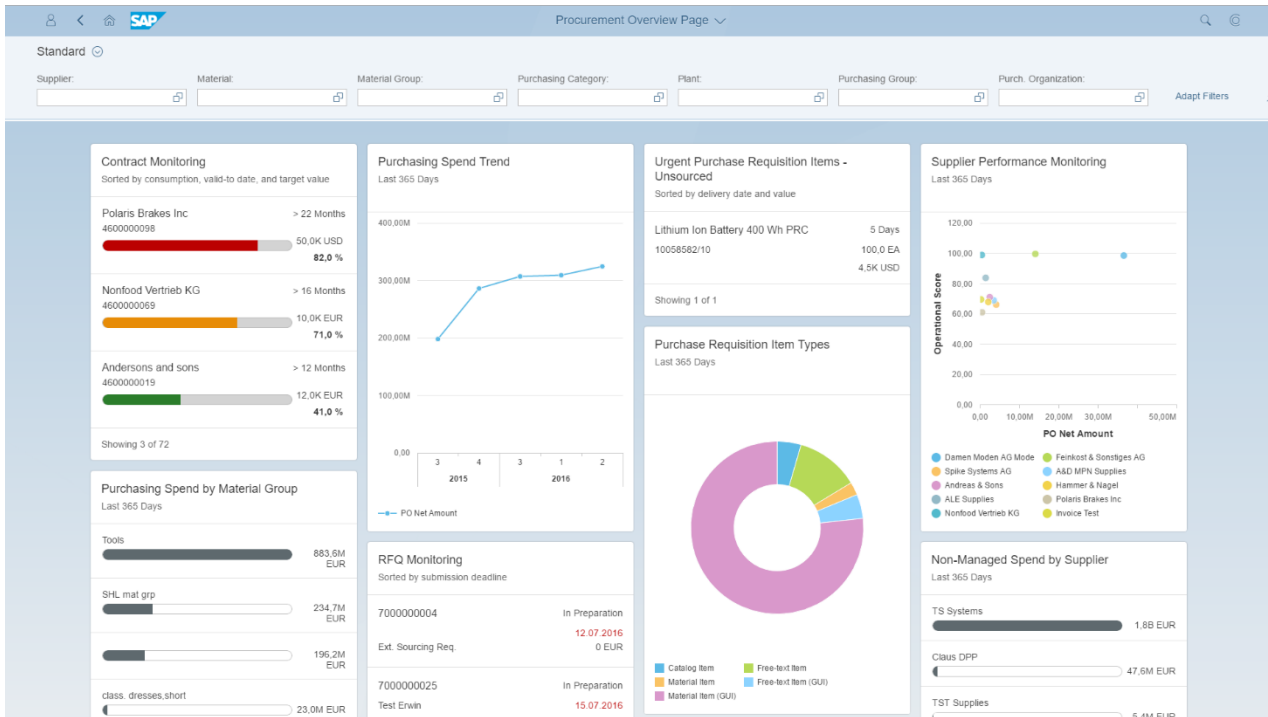 SAP
Procurement Overview Page
Standard
Supplier:
Material:
Material Group:
Purchasing Category:
Plant:
Purchasing Group:
Purch. Organization:
Adapt Filters
Contract Monitoring
Sorted by consumption, valid-to date, and target value
Polaris Brakes Inc
> 22 Months
4600000098
50,0K USD
82,0 %
Nonfood Vertrieb KG
> 16 Months
4600000069
10,0K EUR
71,0 %
Andersons and sons
> 12 Months
4600000019
12,0K EUR
41,0 %
Showing 3 of 72
Purchasing Spend by Material Group
Last 365 Days
Tools
883,6M
EUR
SHL mat grp
234,7M
EUR
196,2M
EUR
class. dresses,short
23,0M EUR
Purchasing Spend Trend
Last 365 Days
400,00M
300,00M
200,00M
100,00M
0,00
3 4 3 1 2
2015 2016
PO Net Amount
RFQ Monitoring
Sorted by submission deadline
7000000004
In Preparation
12.07.2016
Ext. Sourcing Req.
0 EUR
7000000025
In Preparation
Test Erwin
15.07.2016
Urgent Purchase Requisition Items -
Unsourced
Sorted by delivery date and value
Lithium Ion Battery 400 Wh PRC
5 Days
10058582/10
100,0 EA
4,5K USD
Showing 1 of 1
Purchase Requisition Item Types
Last 365 Days
Catalog Item
Free-text Item
Material Item
Free-text Item (GUI)
Material Item (GUI)
Supplier Performance Monitoring
Last 365 Days
Operational Score
120,00
100,00
80,00
60,00
40,00
20,00
0,00
0,00 10,00M 20,00M 30,00M 50,00M
PO Net Amount
Damen Moden AG Mode
Feinkost & Sonstiges AG
Spike Systems AG
A&D MPN Supplies
Andreas & Sons
Hammer & Nagel
ALE Supplies
Polaris Brakes Inc
Nonfood Vertrieb KG
Invoice Test
Non-Managed Spend by Supplier
Last 365 Days
TS Systems
1,8B EUR
Claus DPP
47,6M EUR
TST Supplies
5,4M EUR